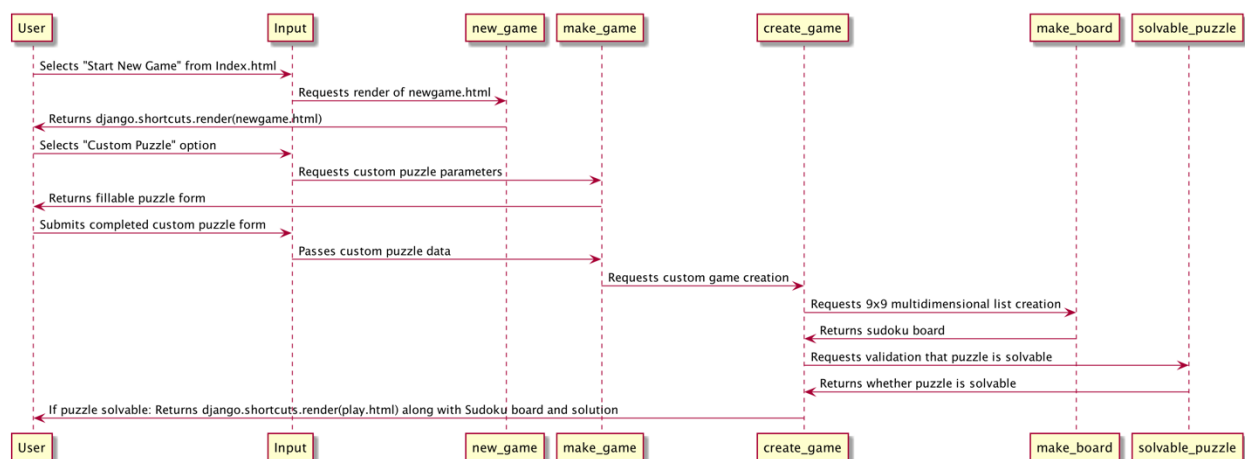 User Input new_game make_game create_game make_board solvable_puzzle
Selects "Start New Game" from Index.html
Requests render of newgame.html
Returns django.shortcuts.render(newgame.html)
Selects "Custom Puzzle" option
Requests custom puzzle parameters
Returns fillable puzzle form
Submits completed custom puzzle form
Passes custom puzzle data
Requests custom game creation
Requests 9x9 multidimensional list creation
Returns sudoku board
Requests validation that puzzle is solvable
Returns whether puzzle is solvable
If puzzle solvable: Returns django.shortcuts.render(play.html) along with Sudoku board and solution
User Input new_game make_game create_game make_board solvable_puzzle